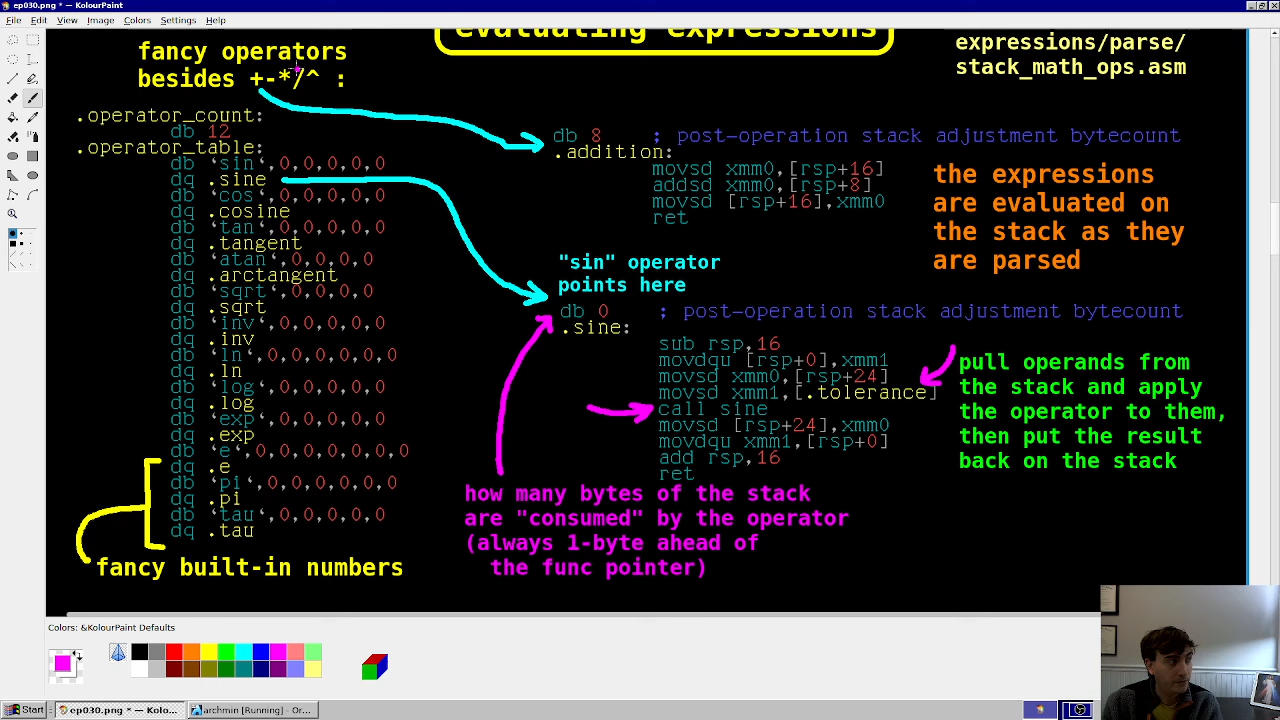 ep030.png * — KolourPaint
File Edit View Image Colors Settings Help
evaluating expressions
fancy operators
besides +-*/^ :
expressions/parse/
stack_math_ops.asm
.operator_count:
db 12
.operator_table:
db `sin`,0,0,0,0,0
dq .sine
db `cos`,0,0,0,0,0
dq .cosine
db `tan`,0,0,0,0,0
dq .tangent
db `atan`,0,0,0,0
dq .arctangent
db `sqrt`,0,0,0,0
dq .sqrt
db `inv`,0,0,0,0,0
dq .inv
db `ln`,0,0,0,0,0,0
dq .ln
db `log`,0,0,0,0,0
dq .log
db `exp`,0,0,0,0,0
dq .exp
db `e`,0,0,0,0,0,0,0
dq .e
db `pi`,0,0,0,0,0,0
dq .pi
db `tau`,0,0,0,0,0
dq .tau
fancy built-in numbers
db 8 ; post-operation stack adjustment bytecount
.addition:
movsd xmm0,[rsp+16]
addsd xmm0,[rsp+8]
movsd [rsp+16],xmm0
ret
the expressions
are evaluated on
the stack as they
are parsed
"sin" operator
points here
db 0 ; post-operation stack adjustment bytecount
.sine:
sub rsp,16
movdqu [rsp+0],xmm1
movsd xmm0,[rsp+24]
movsd xmm1,[.tolerance]
call sine
movsd [rsp+24],xmm0
movdqu xmm1,[rsp+0]
add rsp,16
ret
pull operands from
the stack and apply
the operator to them,
then put the result
back on the stack
how many bytes of the stack
are "consumed" by the operator
(always 1-byte ahead of
the func pointer)
Colors: &KolourPaint Defaults
Start
ep030.png * — Kolo...
archmin [Running] - Or...